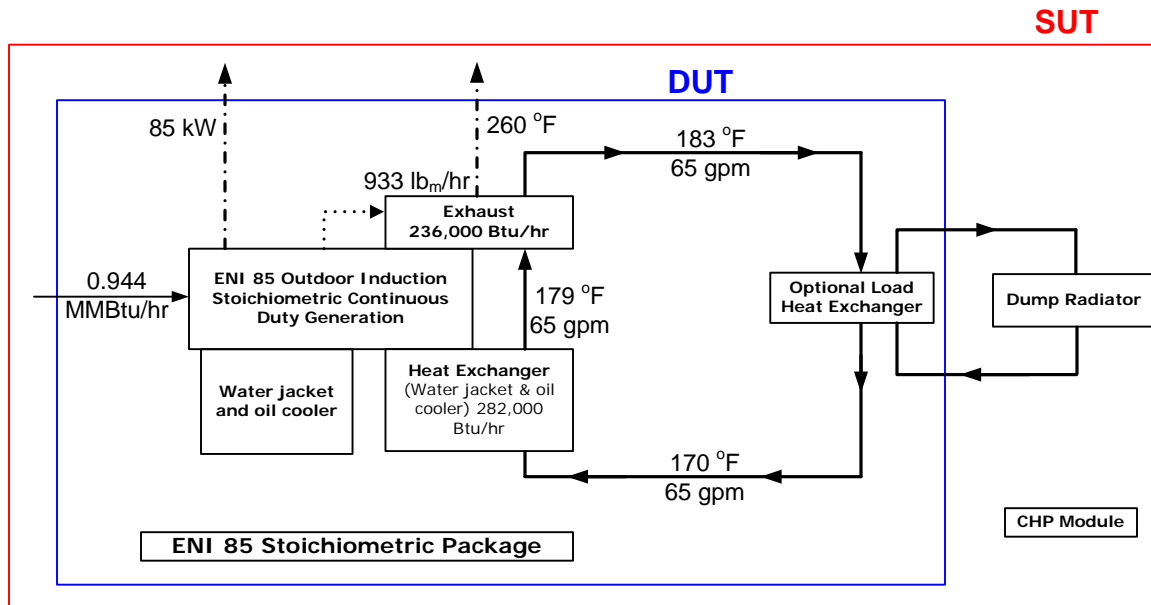 SUT
DUT
85 kW
260 °F
183 °F
65 gpm
933 lbm/hr
Exhaust
236,000 Btu/hr
0.944
MMBtu/hr
ENI 85 Outdoor Induction
Stoichiometric Continuous
Duty Generation
179 °F
65 gpm
Optional Load
Heat Exchanger
Dump Radiator
Water jacket
and oil cooler
Heat Exchanger
(Water jacket & oil
cooler) 282,000
Btu/hr
170 °F
65 gpm
CHP Module
ENI 85 Stoichiometric Package